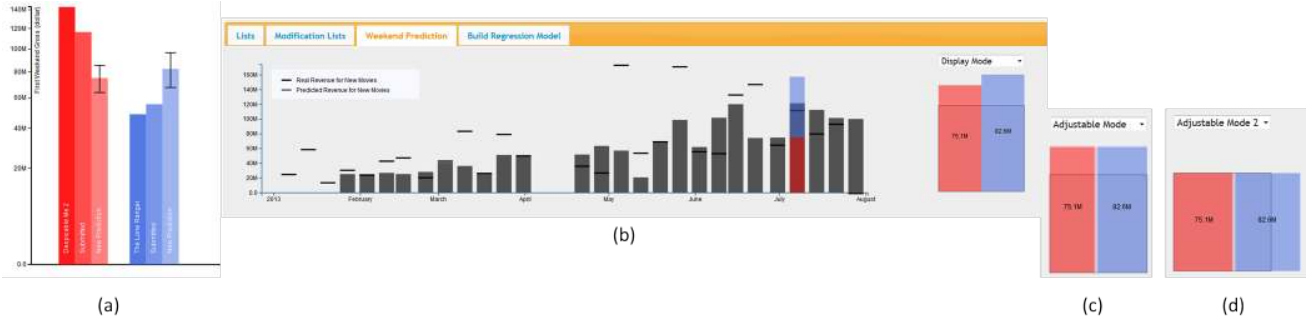 140M
120M
100M
80M
60M
40M
20M
0.0
First Weekend Gross (dollar)
Despicable Me 2
Submitted
New Prediction
The Lone Ranger
Submitted
New Prediction
(a)
Lists
Modification Lists
Weekend Prediction
Build Regression Model
160M
140M
120M
100M
80M
60M
40M
20M
0.0
Real Revenue for New Movies
Predicted Revenue for New Movies
2013
February
March
April
May
June
July
August
Display Mode
75.1M
82.6M
(b)
Adjustable Mode
75.1M
82.6M
(c)
Adjustable Mode 2
75.1M
82.6M
(d)